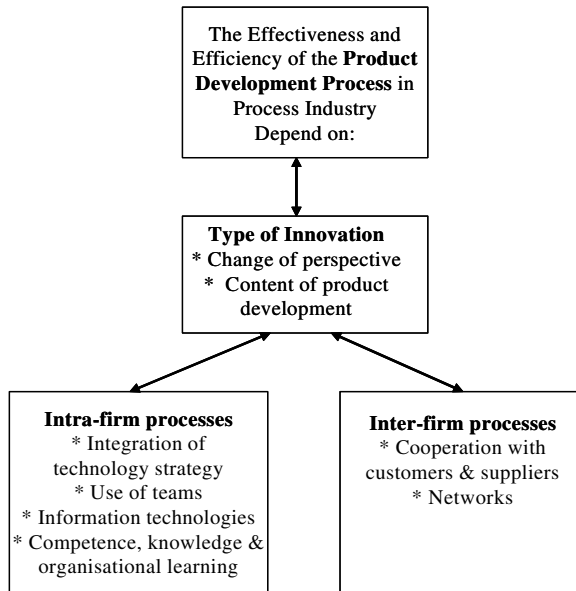 The Effectiveness and
Efficiency of the Product
Development Process in
Process Industry
Depend on:
Type of Innovation
* Change of perspective
* Content of product
development
Intra-firm processes
* Integration of
technology strategy
* Use of teams
* Information technologies
* Competence, knowledge &
organisational learning
Inter-firm processes
* Cooperation with
customers & suppliers
* Networks